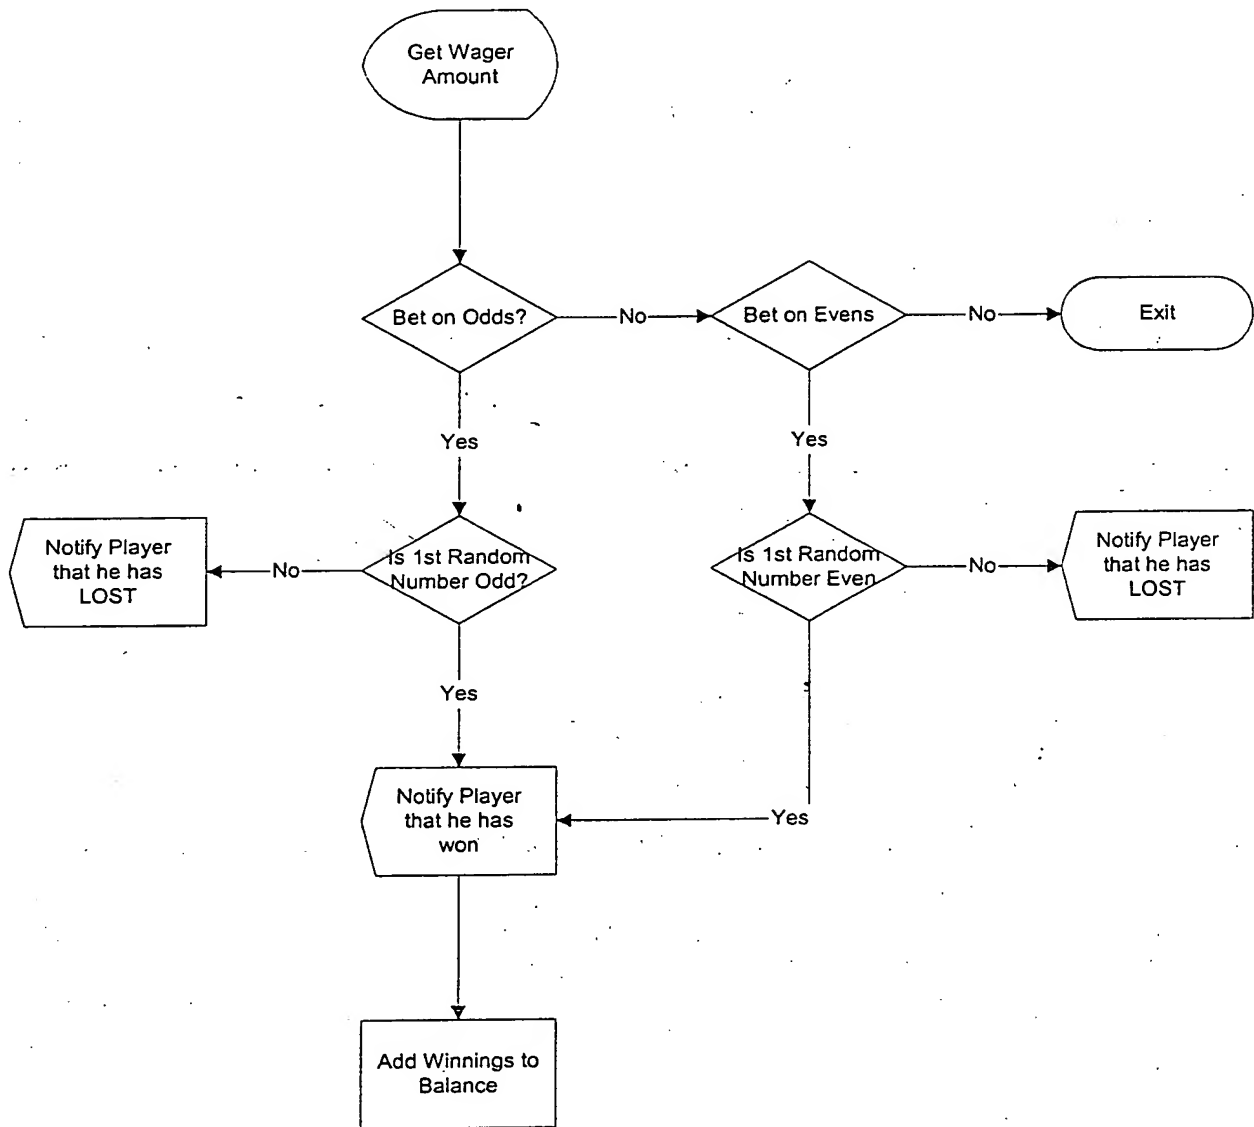 Get Wager
Amount
Bet on Odds?
No
Bet on Evens
No
Exit
Yes
Yes
Notify Player
that he has
LOST
No
Is 1st Random
Number Odd?
Is 1st Random
Number Even
No
Notify Player
that he has
LOST
Yes
Notify Player
that he has
won
Yes
Add Winnings to
Balance